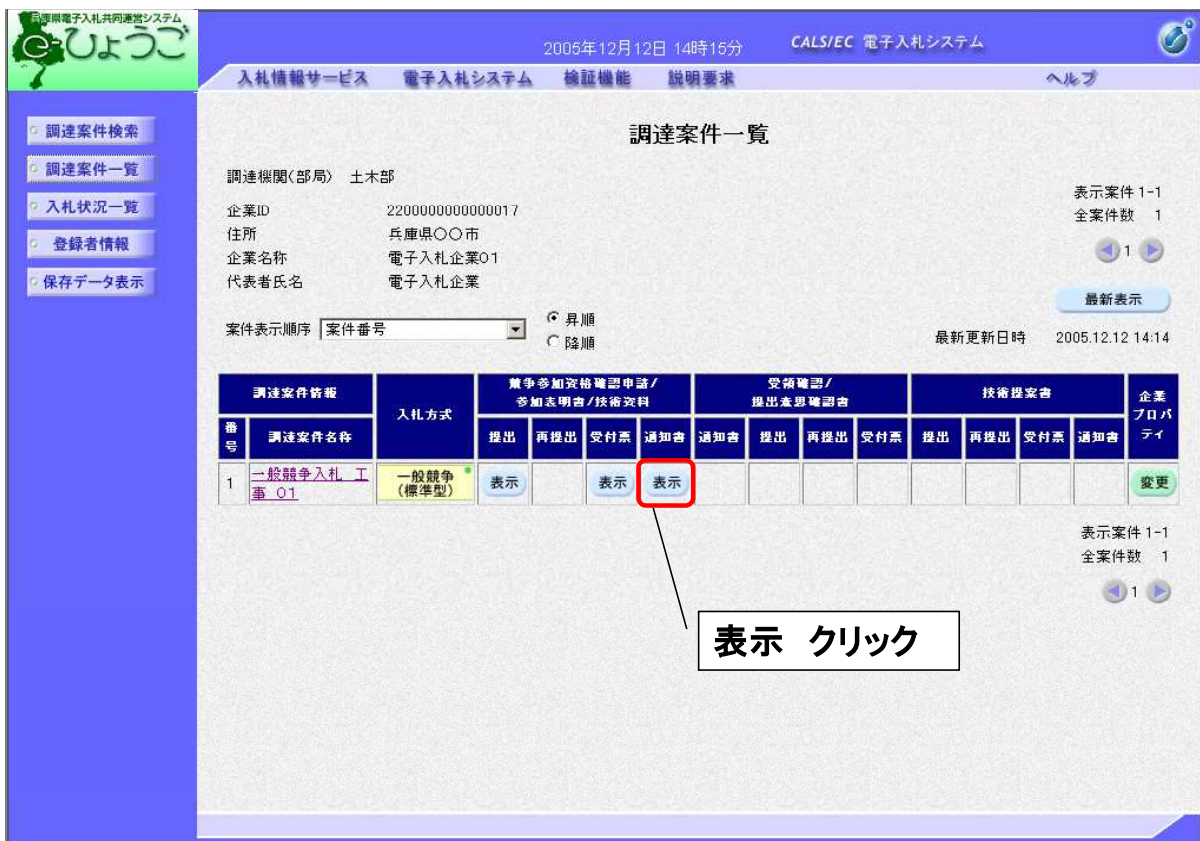 兵庫県電子入札共同運営システム
ひょうご
2005年12月12日 14時15分
CALS/EC 電子入札システム
入札情報サービス 電子入札システム 検証機能 説明要求 ヘルプ
調達案件検索
調達案件一覧
入札状況一覧
登録者情報
保存データ表示
調達案件一覧
調達機関(部局) 土木部
企業ID 2200000000000017
住所 兵庫県〇〇市
企業名称 電子入札企業01
代表者氏名 電子入札企業
表示案件 1-1
全案件数 1
1
最新表示
案件表示順序 案件番号
昇順
降順
最新更新日時 2005.12.12 14:14
調達案件情報 入札方式 競争参加資格確認申請/
参加表明書/技術資料 受領確認/
提出意思確認書 技術提案書 企業
プロパ
ティ
番
号 調達案件名称 提出 再提出 受付票 通知書 通知書 提出 再提出 受付票 提出 再提出 受付票 通知書
1 一般競争入札 工
事 01 一般競争
(標準型) 表示 表示 表示 変更
表示案件 1-1
全案件数 1
1
表示 クリック